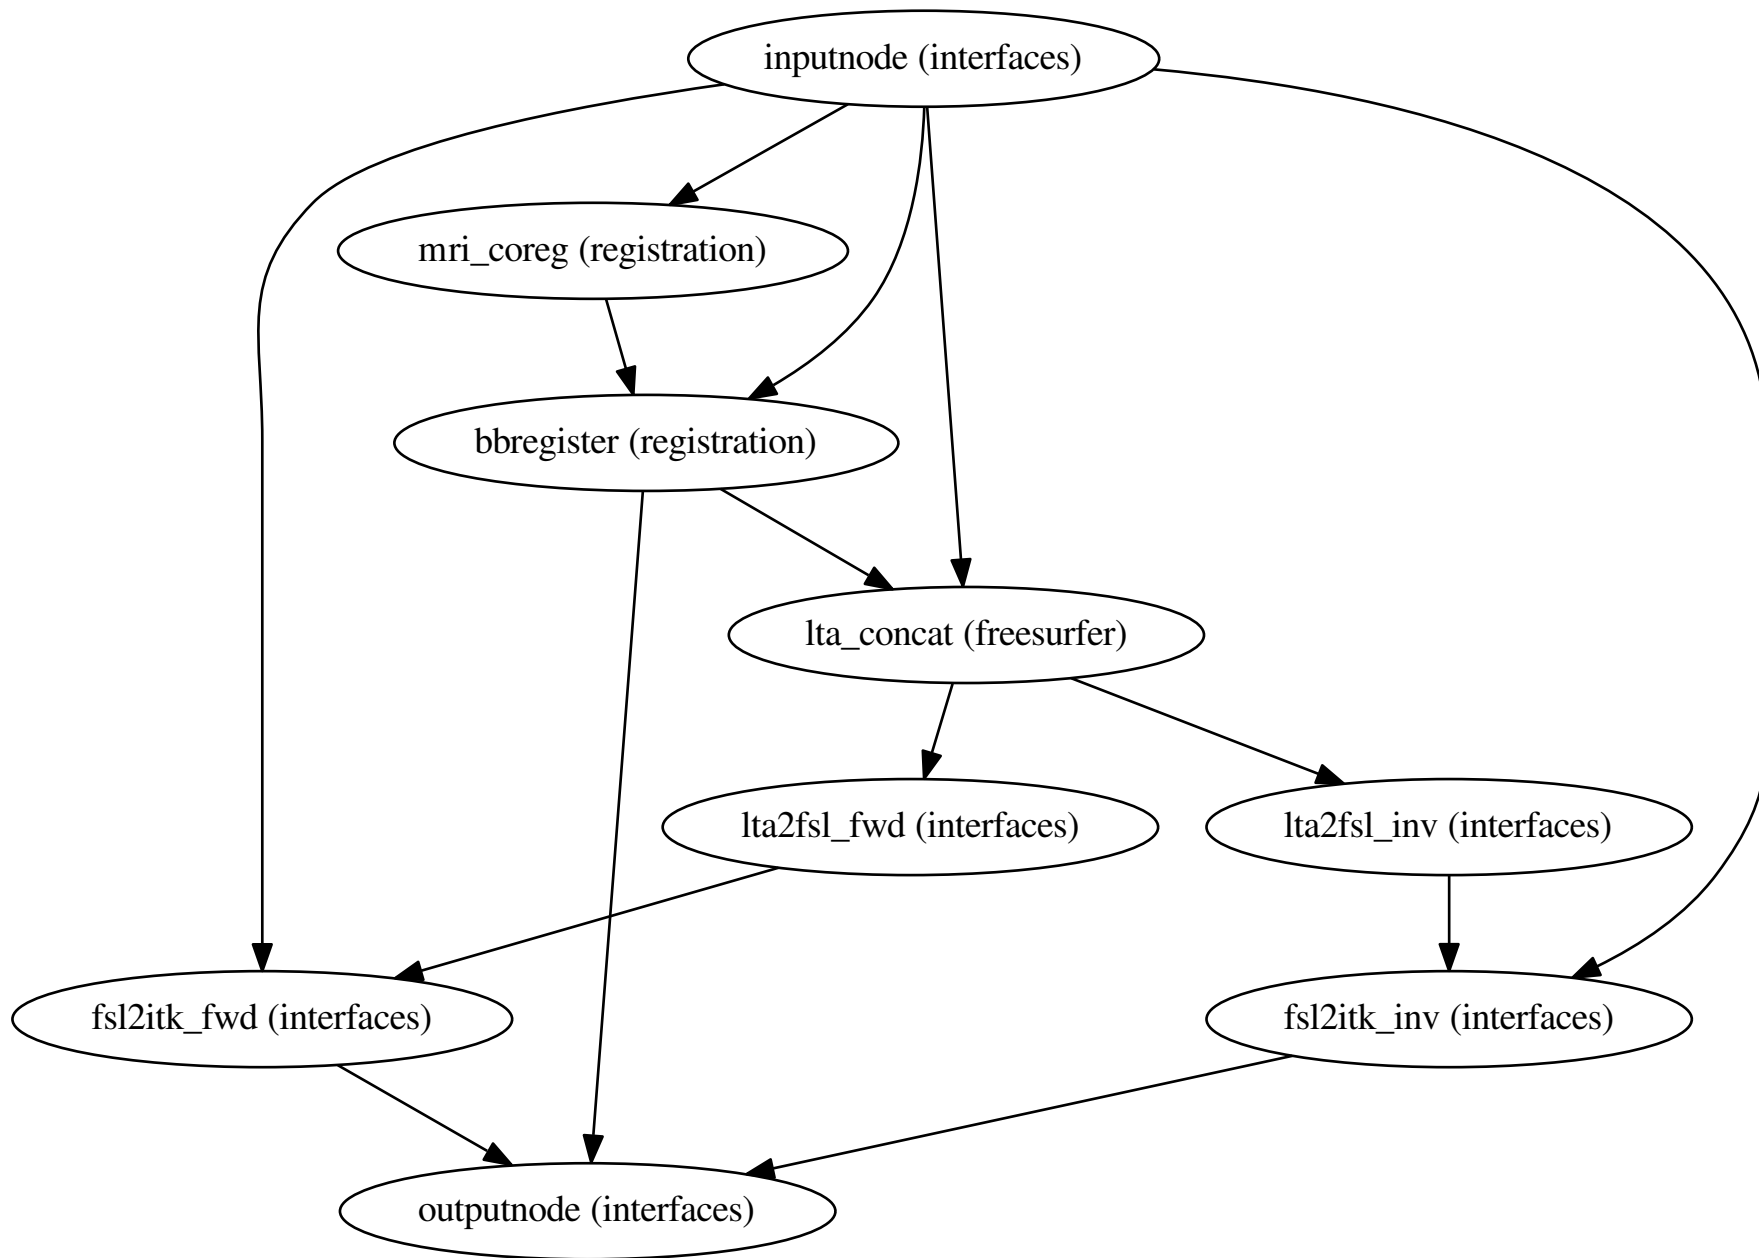 inputnode (interfaces)
mri_coreg (registration)
bbregister (registration)
lta_concat (freesurfer)
lta2fsl_fwd (interfaces)
lta2fsl_inv (interfaces)
fsl2itk_fwd (interfaces)
fsl2itk_inv (interfaces)
outputnode (interfaces)